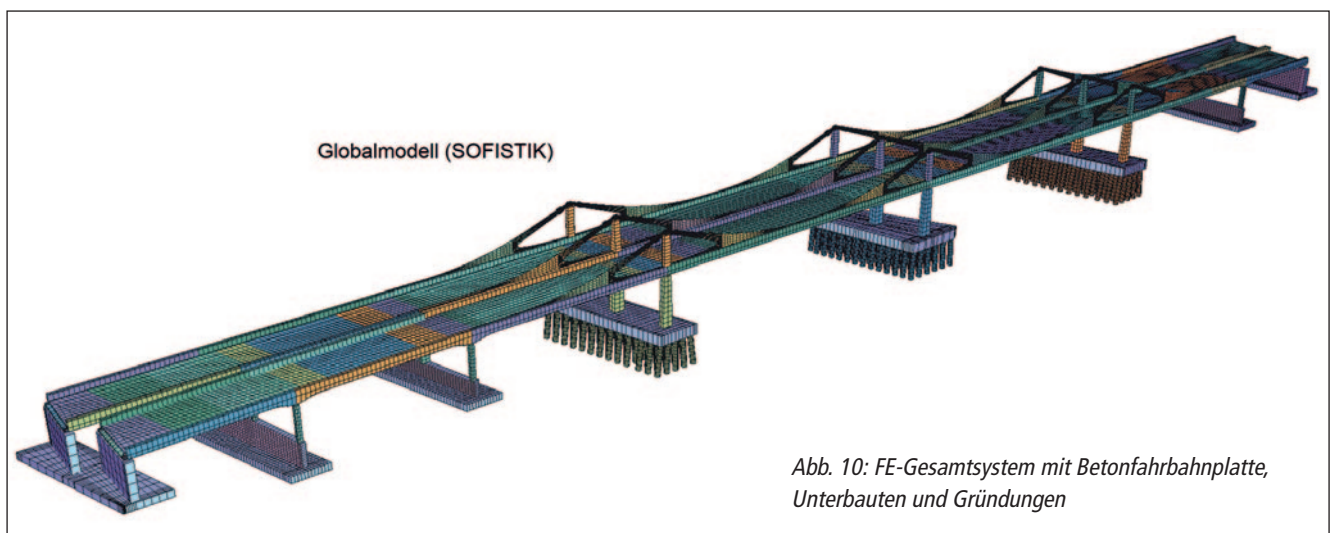 Globalmodell (SOFISTIK)
Abb. 10: FE-Gesamtsystem mit Betonfahrbahnplatte,
Unterbauten und Gründungen